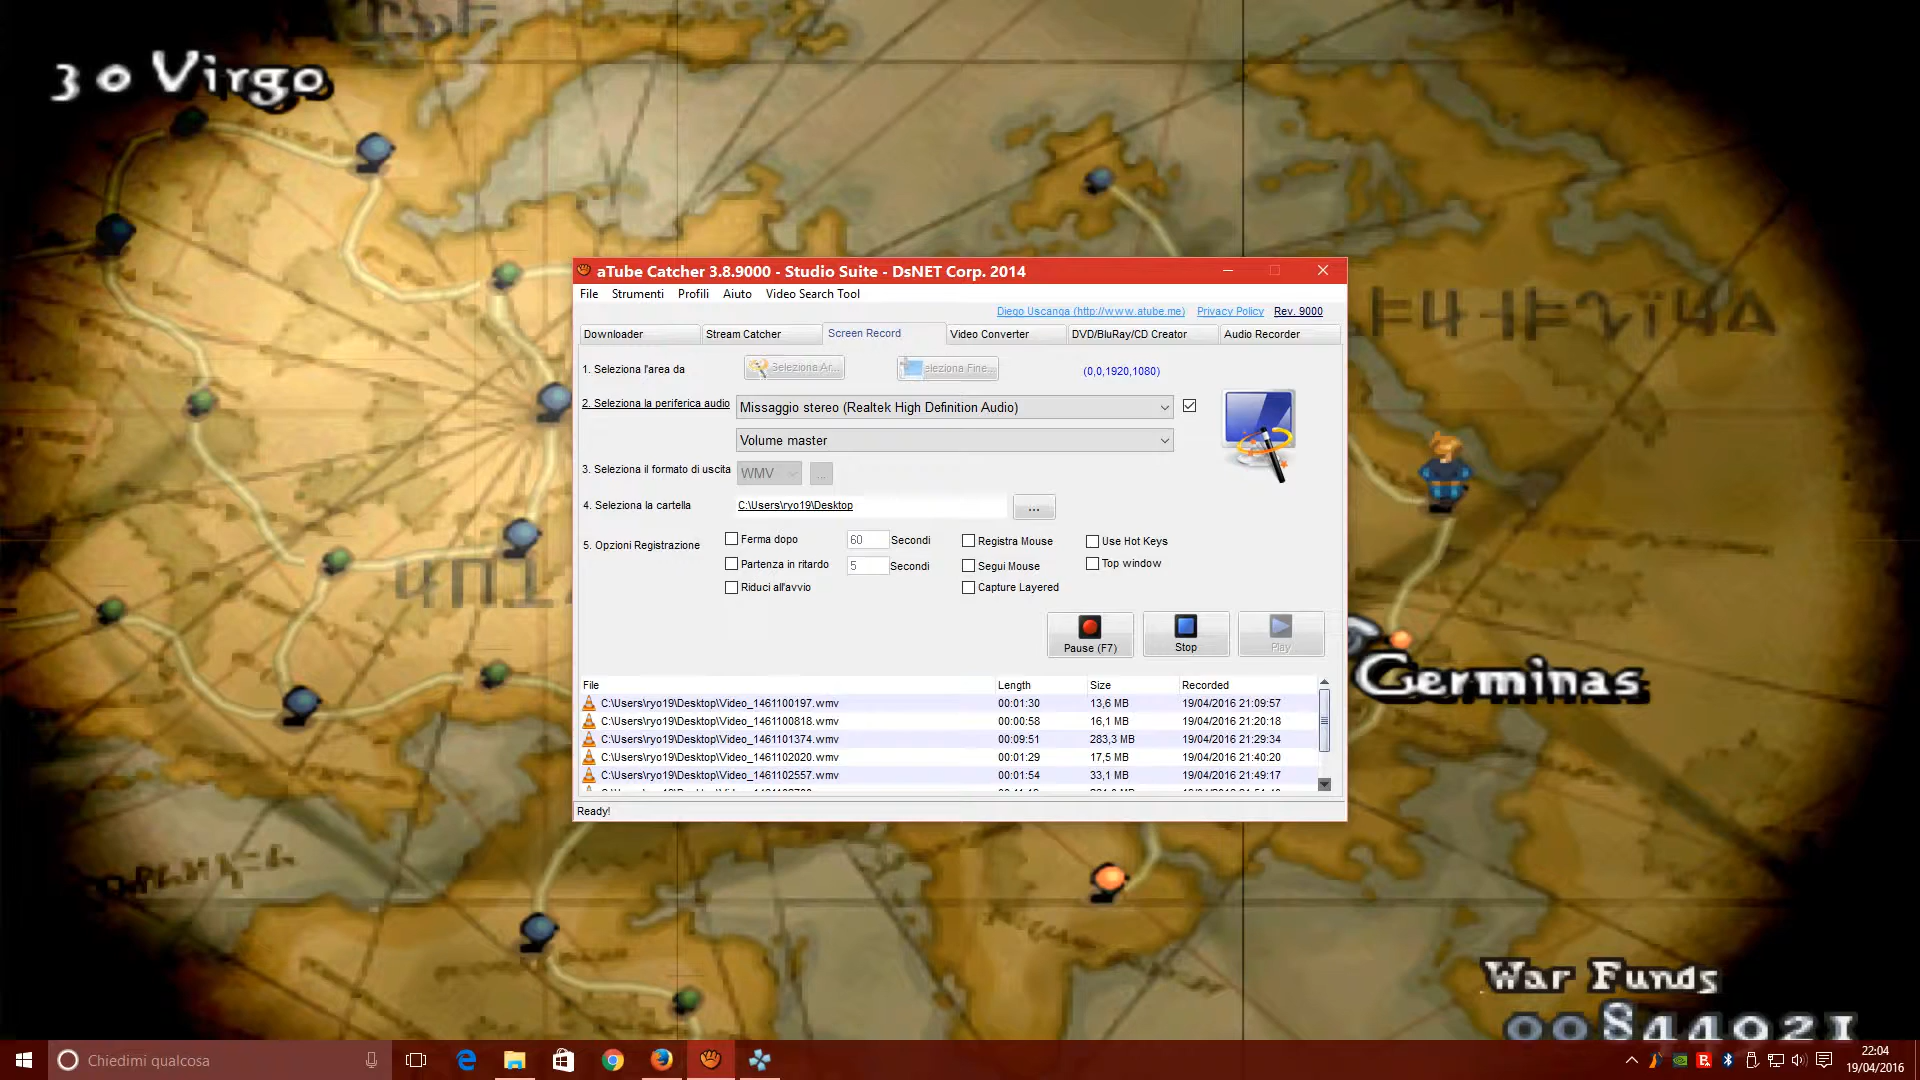 3 0 Virgo
aTube Catcher 3.8.9000 - Studio Suite - DsNET Corp. 2014
File Strumenti Profili Aiuto Video Search Tool
Diego Uscanga (http://www.atube.me) Privacy Policy Rev. 9000
Downloader Stream Catcher Screen Record Video Converter DVD/BluRay/CD Creator Audio Recorder
1. Seleziona l'area da Seleziona Ar... eleziona Fine... (0,0,1920,1080)
2. Seleziona la periferica audio Missaggio stereo (Realtek High Definition Audio)
Volume master
3. Seleziona il formato di uscita WMV ...
4. Seleziona la cartella C:\Users\ryo19\Desktop ...
5. Opzioni Registrazione
Ferma dopo 60 Secondi Registra Mouse Use Hot Keys
Partenza in ritardo 5 Secondi Segui Mouse Top window
Riduci all'avvio Capture Layered
Pause (F7) Stop Play
Germinas
File Length Size Recorded
C:\Users\ryo19\Desktop\Video_1461100197.wmv 00:01:30 13,6 MB 19/04/2016 21:09:57
C:\Users\ryo19\Desktop\Video_1461100818.wmv 00:00:58 16,1 MB 19/04/2016 21:20:18
C:\Users\ryo19\Desktop\Video_1461101374.wmv 00:09:51 283,3 MB 19/04/2016 21:29:34
C:\Users\ryo19\Desktop\Video_1461102020.wmv 00:01:29 17,5 MB 19/04/2016 21:40:20
C:\Users\ryo19\Desktop\Video_1461102557.wmv 00:01:54 33,1 MB 19/04/2016 21:49:17
Ready!
War Funds
00844021
Chiedimi qualcosa
22:04
19/04/2016